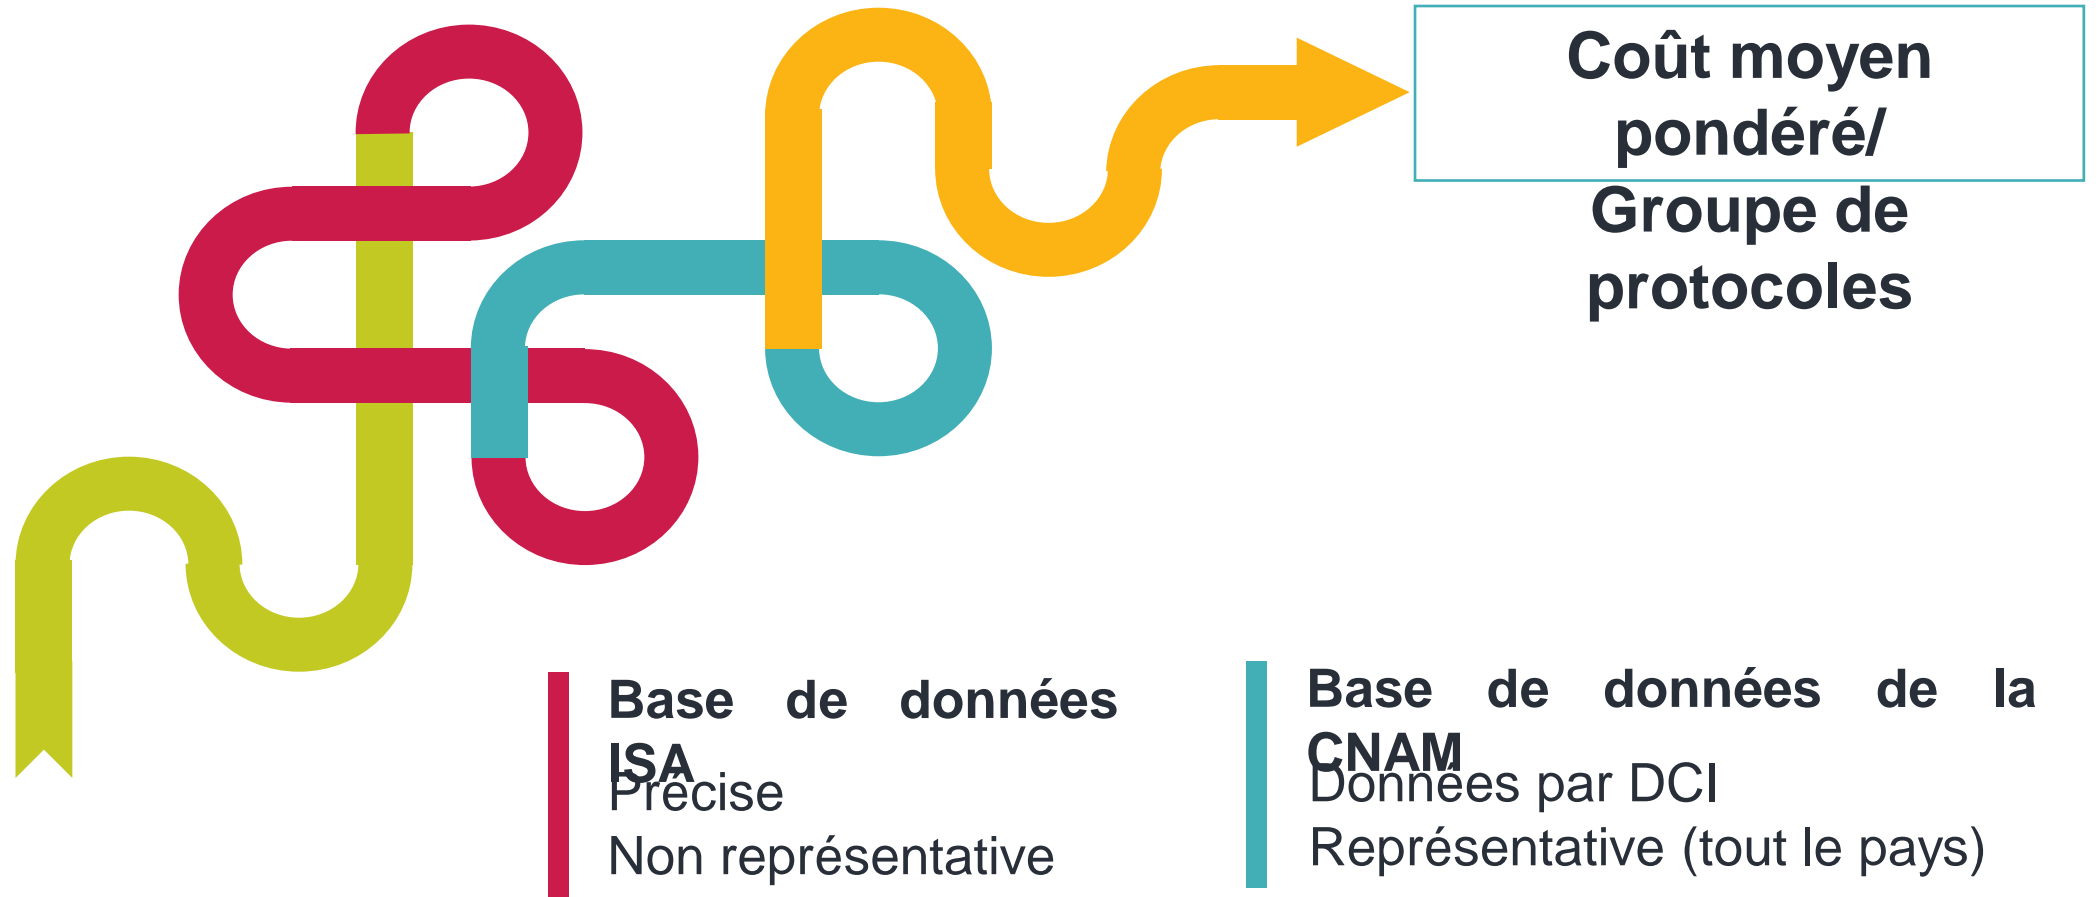 Coût moyen
pondéré/
Groupe de
protocoles
Base de données
ISA
Précise
Non représentative
Base de données de la
CNAM
Données par DCI
Représentative (tout le pays)